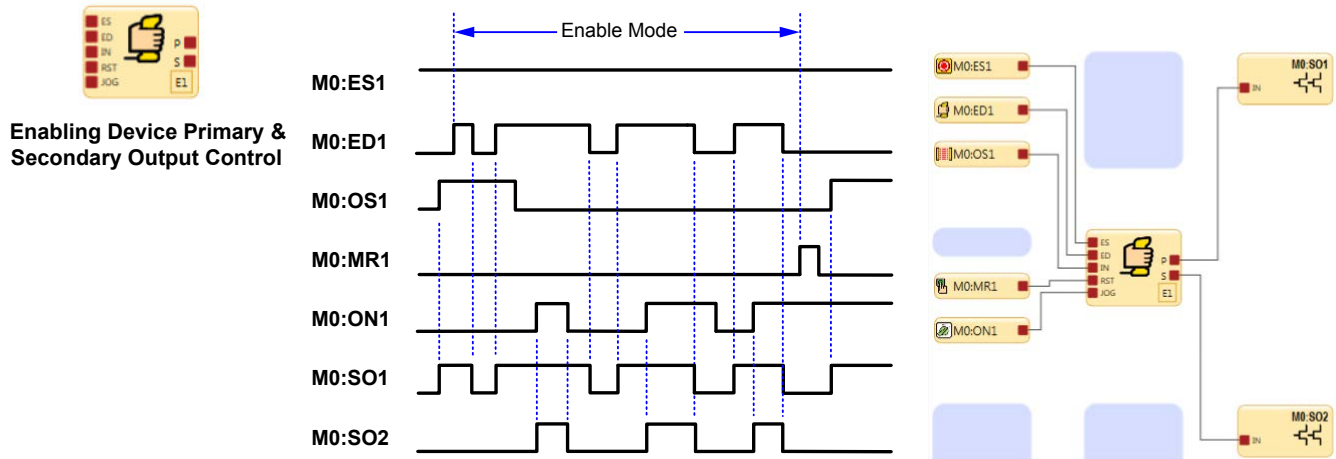 ES
ED
IN
RST
JOG
P
S
E1
Enabling Device Primary &
Secondary Output Control
Enable Mode
M0:ES1
M0:ED1
M0:OS1
M0:MR1
M0:ON1
M0:SO1
M0:SO2
M0:ES1
M0:ED1
M0:OS1
M0:MR1
M0:ON1
ES
ED
IN
RST
JOG
P
S
E1
M0:SO1
IN
M0:SO2
IN